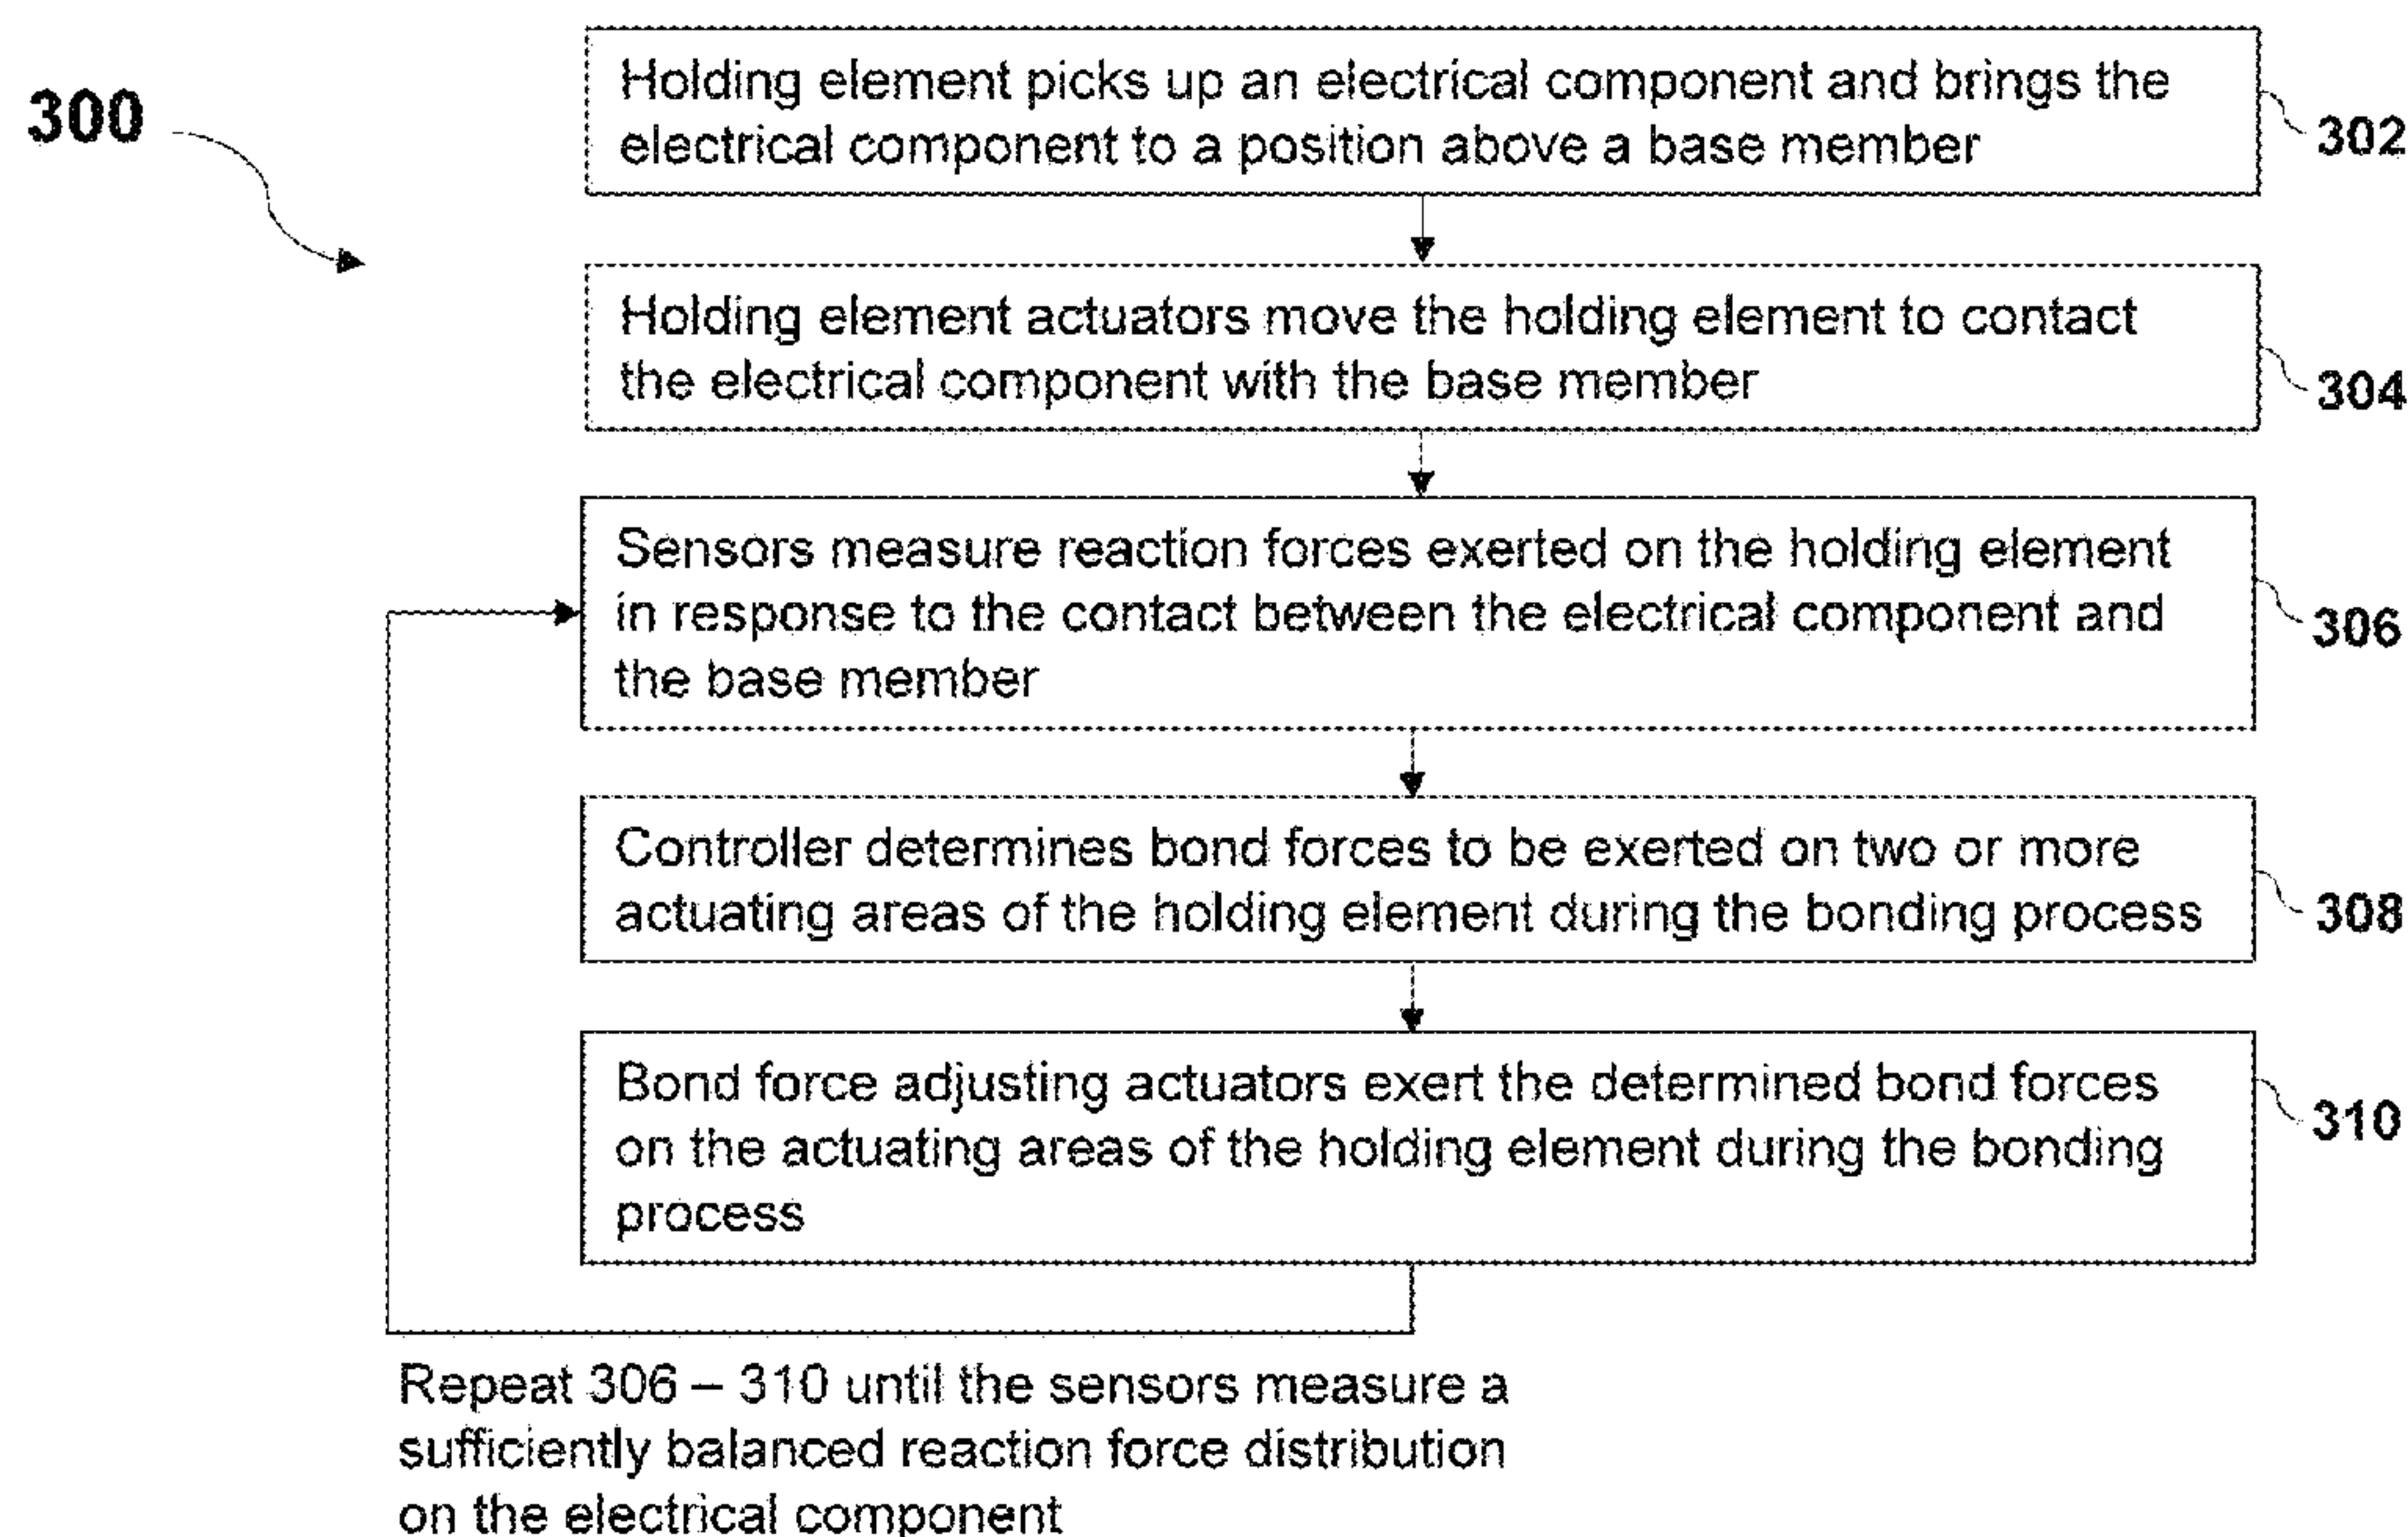 300
Holding element picks up an electrical component and brings the
electrical component to a position above a base member
302
Holding element actuators move the holding element to contact
the electrical component with the base member
304
Sensors measure reaction forces exerted on the holding element
in response to the contact between the electrical component and
the base member
306
Controller determines bond forces to be exerted on two or more
actuating areas of the holding element during the bonding process
308
Bond force adjusting actuators exert the determined bond forces
on the actuating areas of the holding element during the bonding
process
310
Repeat 306 – 310 until the sensors measure a
sufficiently balanced reaction force distribution
on the electrical component